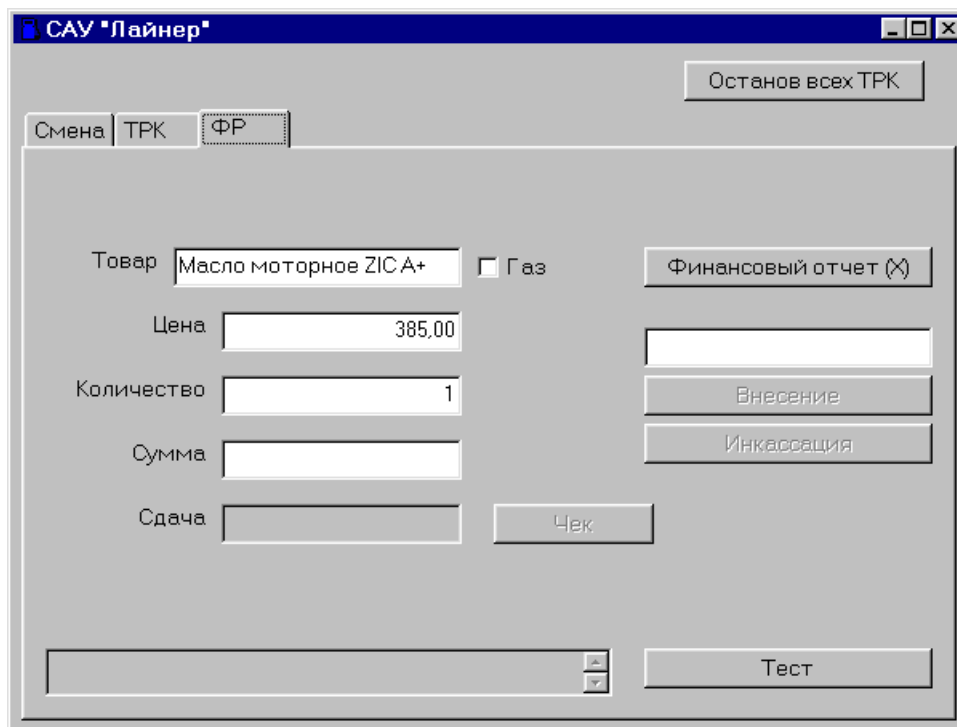 САУ "Лайнер"
Останов всех ТРК
Смена ТРК ФР
Товар Масло моторное ZIC A+ Газ Финансовый отчет (X)
Цена 385,00
Количество 1 Внесение
Сумма Инкассация
Сдача Чек
Тест